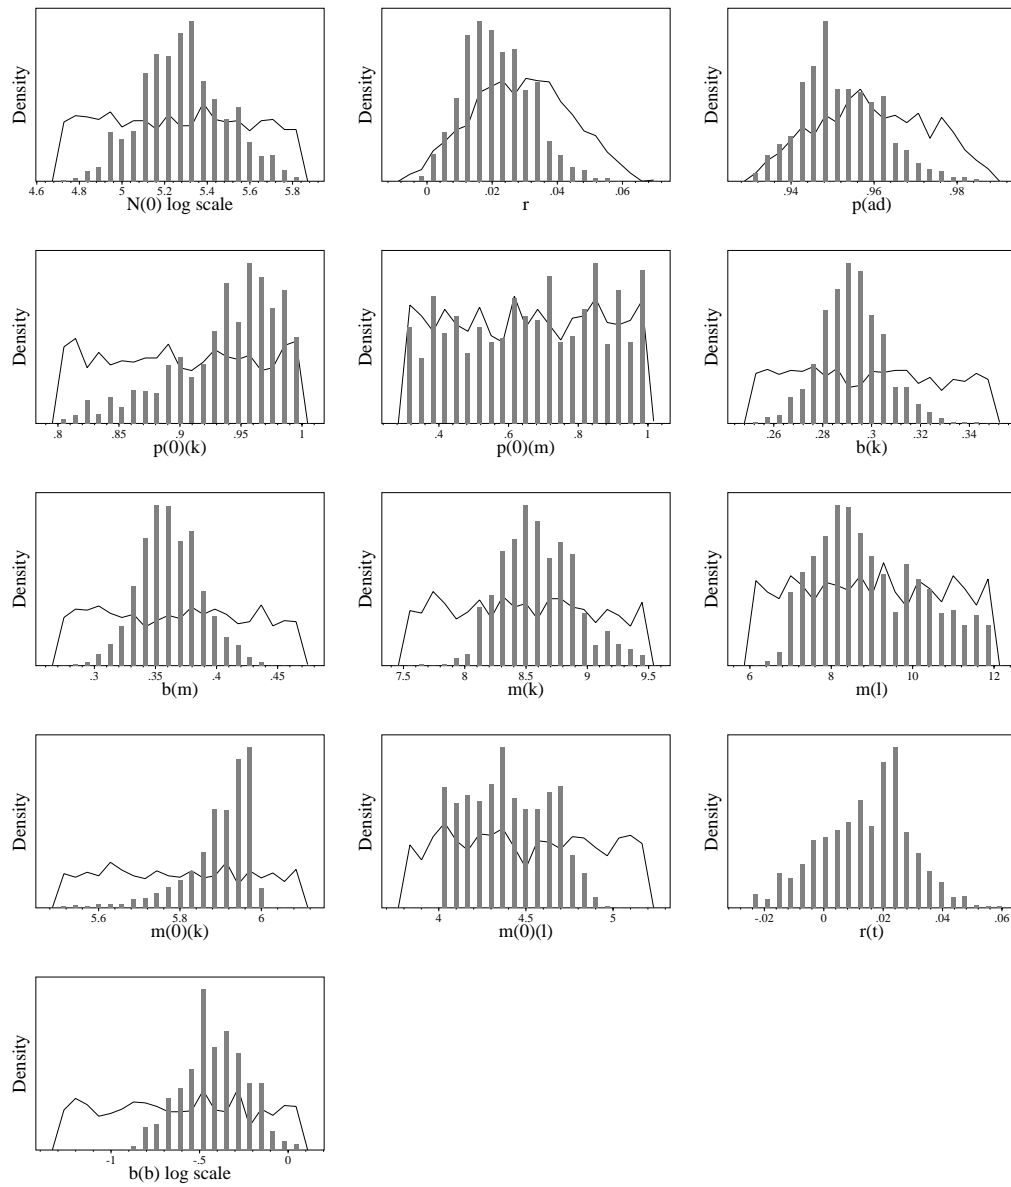 Density
4.6 4.8 5 5.2 5.4 5.6 5.8
N(0) log scale
Density
0 .02 .04 .06
r
Density
.94 .96 .98
p(ad)
Density
.8 .85 .9 .95 1
p(0)(k)
Density
.4 .6 .8 1
p(0)(m)
Density
.26 .28 .3 .32 .34
b(k)
Density
.3 .35 .4 .45
b(m)
Density
7.5 8 8.5 9 9.5
m(k)
Density
6 8 10 12
m(l)
Density
5.6 5.8 6
m(0)(k)
Density
4 4.5 5
m(0)(l)
Density
-.02 0 .02 .04 .06
r(t)
Density
-1 -.5 0
b(b) log scale